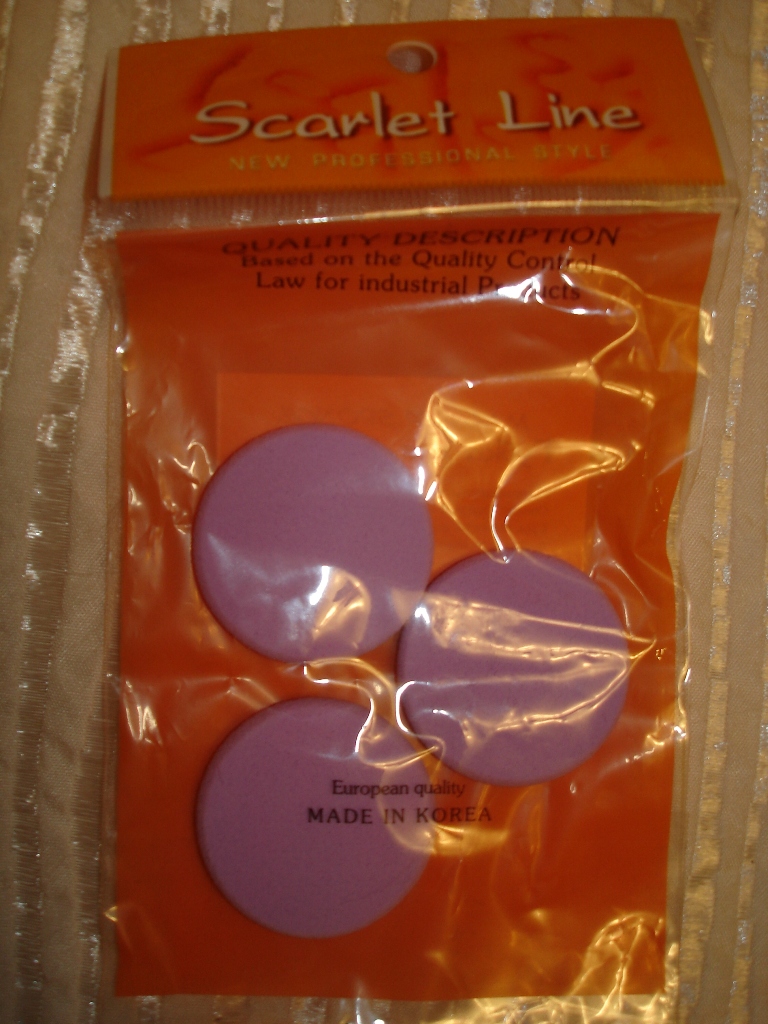 Scarlet Line
NEW PROFESSIONAL STYLE
QUALITY DESCRIPTION
Based on the Quality Control
Law for industrial Products
European quality
MADE IN KOREA